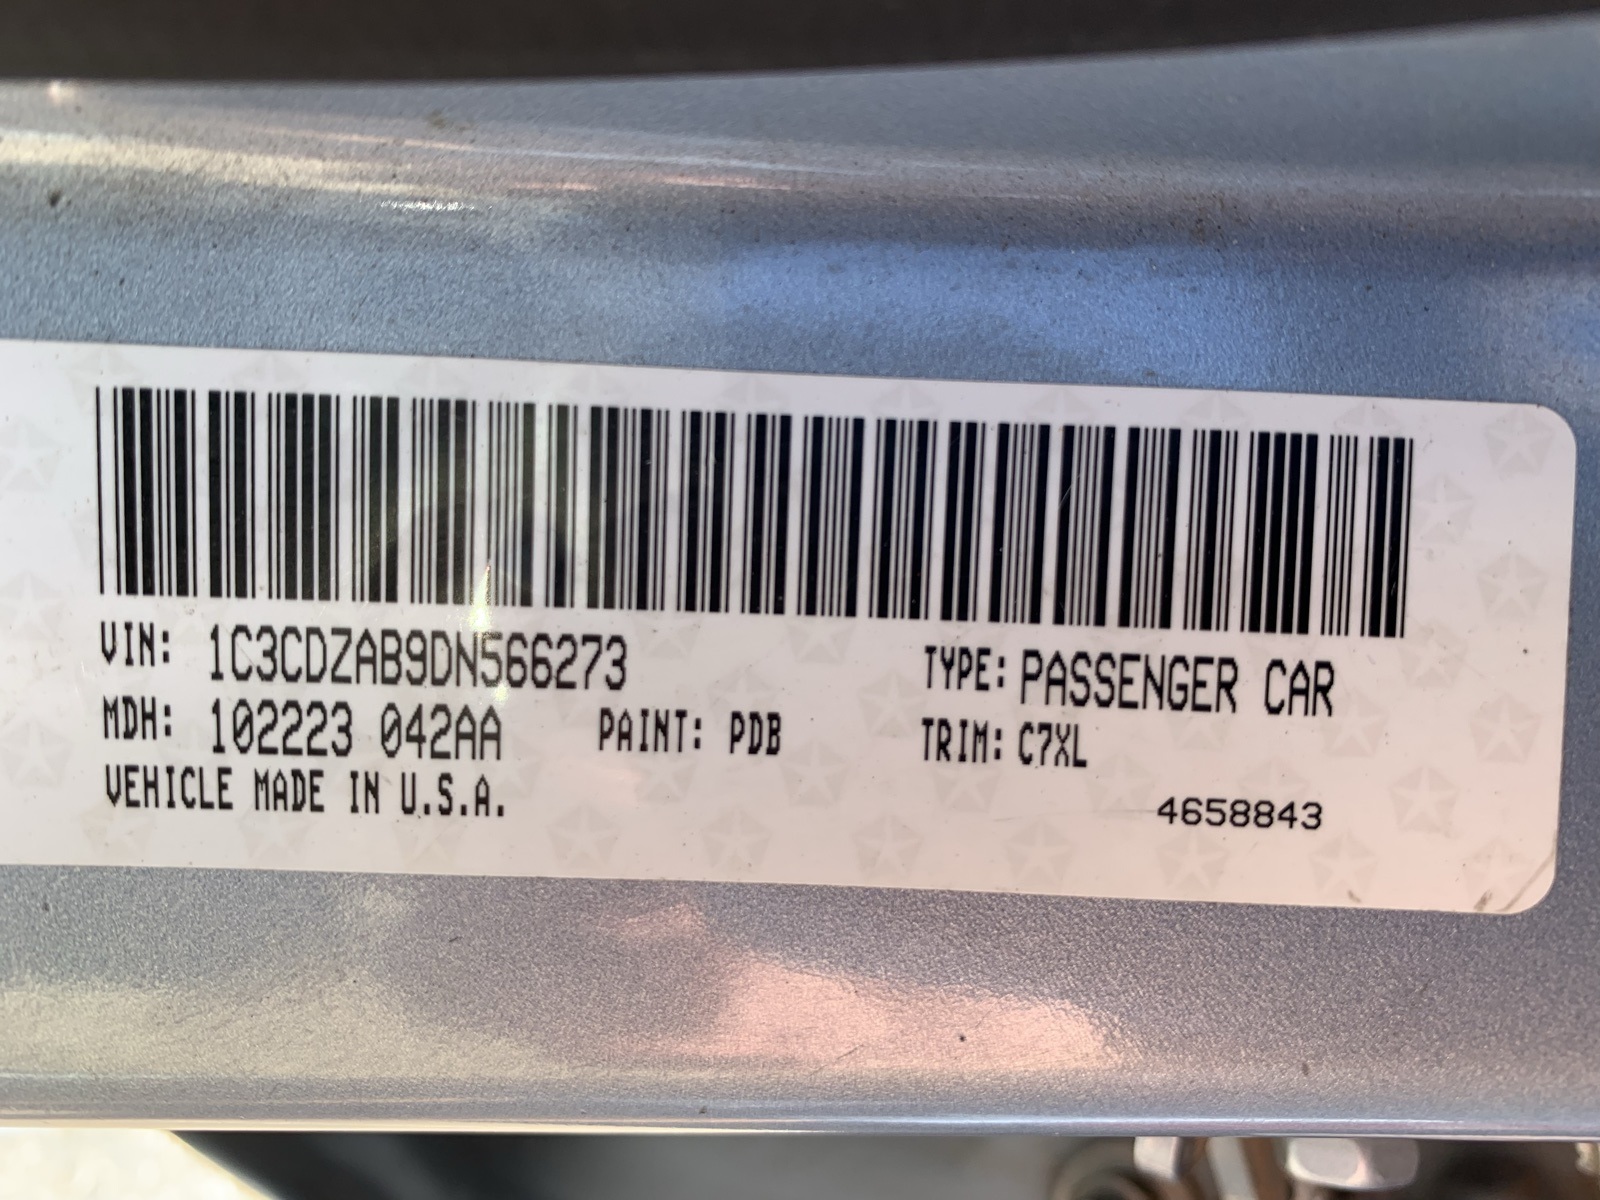 VIN: 1C3CDZAB9DN566273 TYPE: PASSENGER CAR
MDH: 102223 042AA PAINT: PDB TRIM: C7XL
VEHICLE MADE IN U.S.A.
4658843